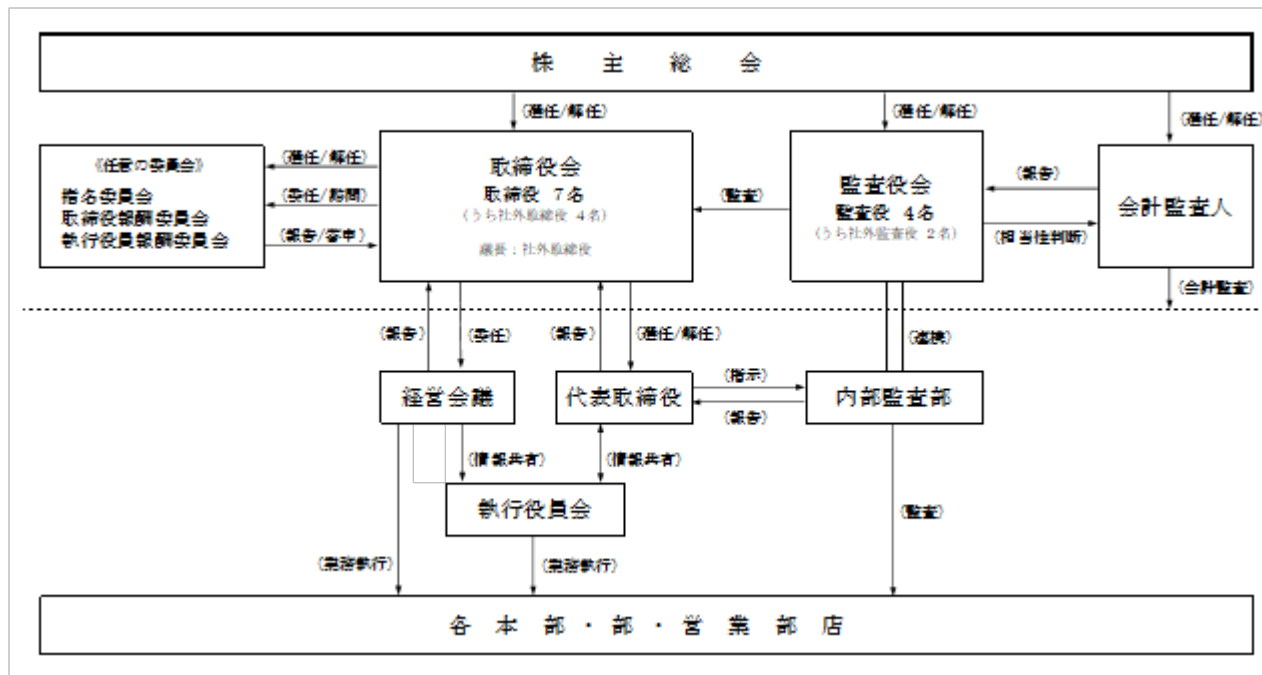 株主総会
(選任/解任)
(選任/解任)
(選任/解任)
《任意の委員会》
指名委員会
取締役報酬委員会
執行役員報酬委員会
(選任/解任)
(委任/諮問)
(報告/答申)
取締役会
取締役 7名
(うち社外取締役 4名)
議長：社外取締役
(監査)
監査役会
監査役 4名
(うち社外監査役 2名)
(報告)
(相当性判断)
会計監査人
(会計監査)
(報告)
(委任)
(報告)
(選任/解任)
(連携)
経営会議
代表取締役
(指示)
(報告)
内部監査部
(情報共有)
(情報共有)
執行役員会
(監査)
(業務執行)
(業務執行)
各本部・部・営業部店